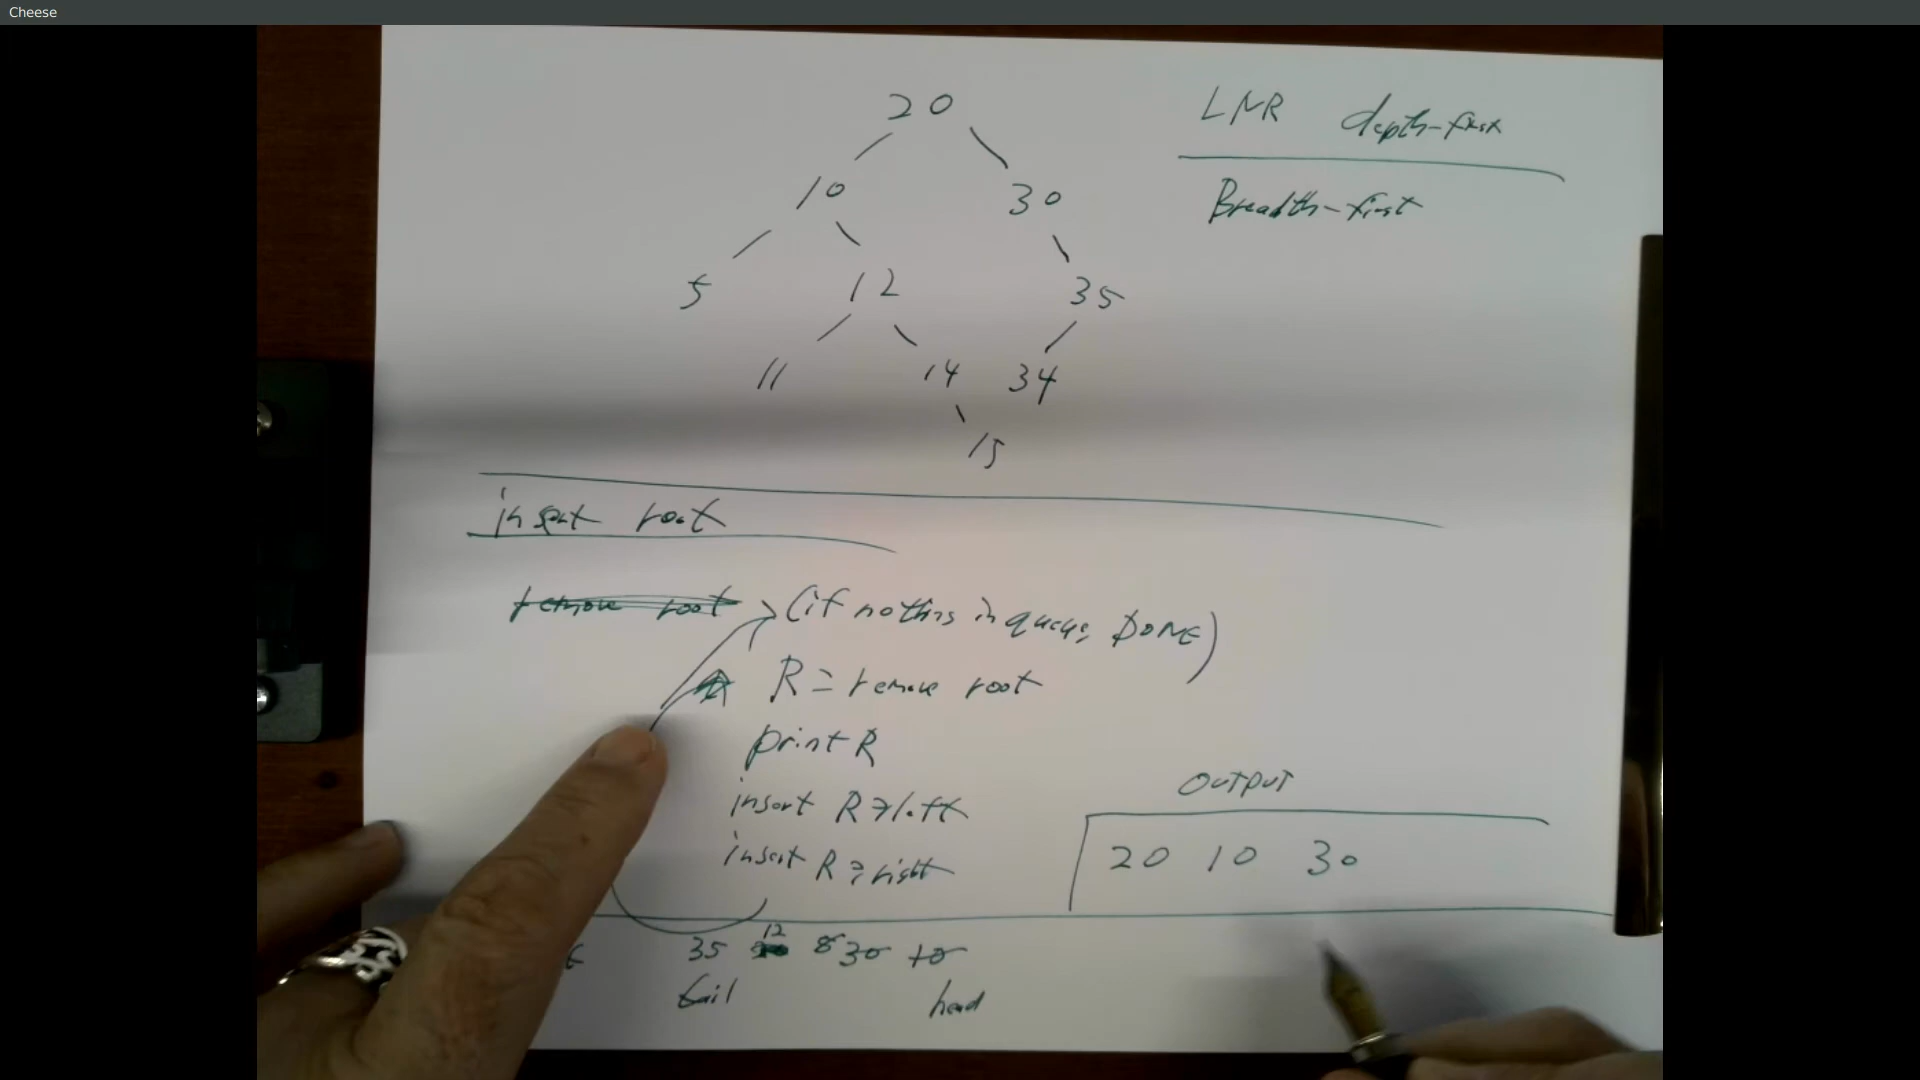 Cheese
20
10 30
5 12 35
11 14 34
15
LNR depth-first
Breadth-first
insert root
remove root
(if nothing in queue, DONE)
R = remove root
print R
insert R→left
insert R→right
OUTPUT
20 10 30
12
35 30 10
tail head